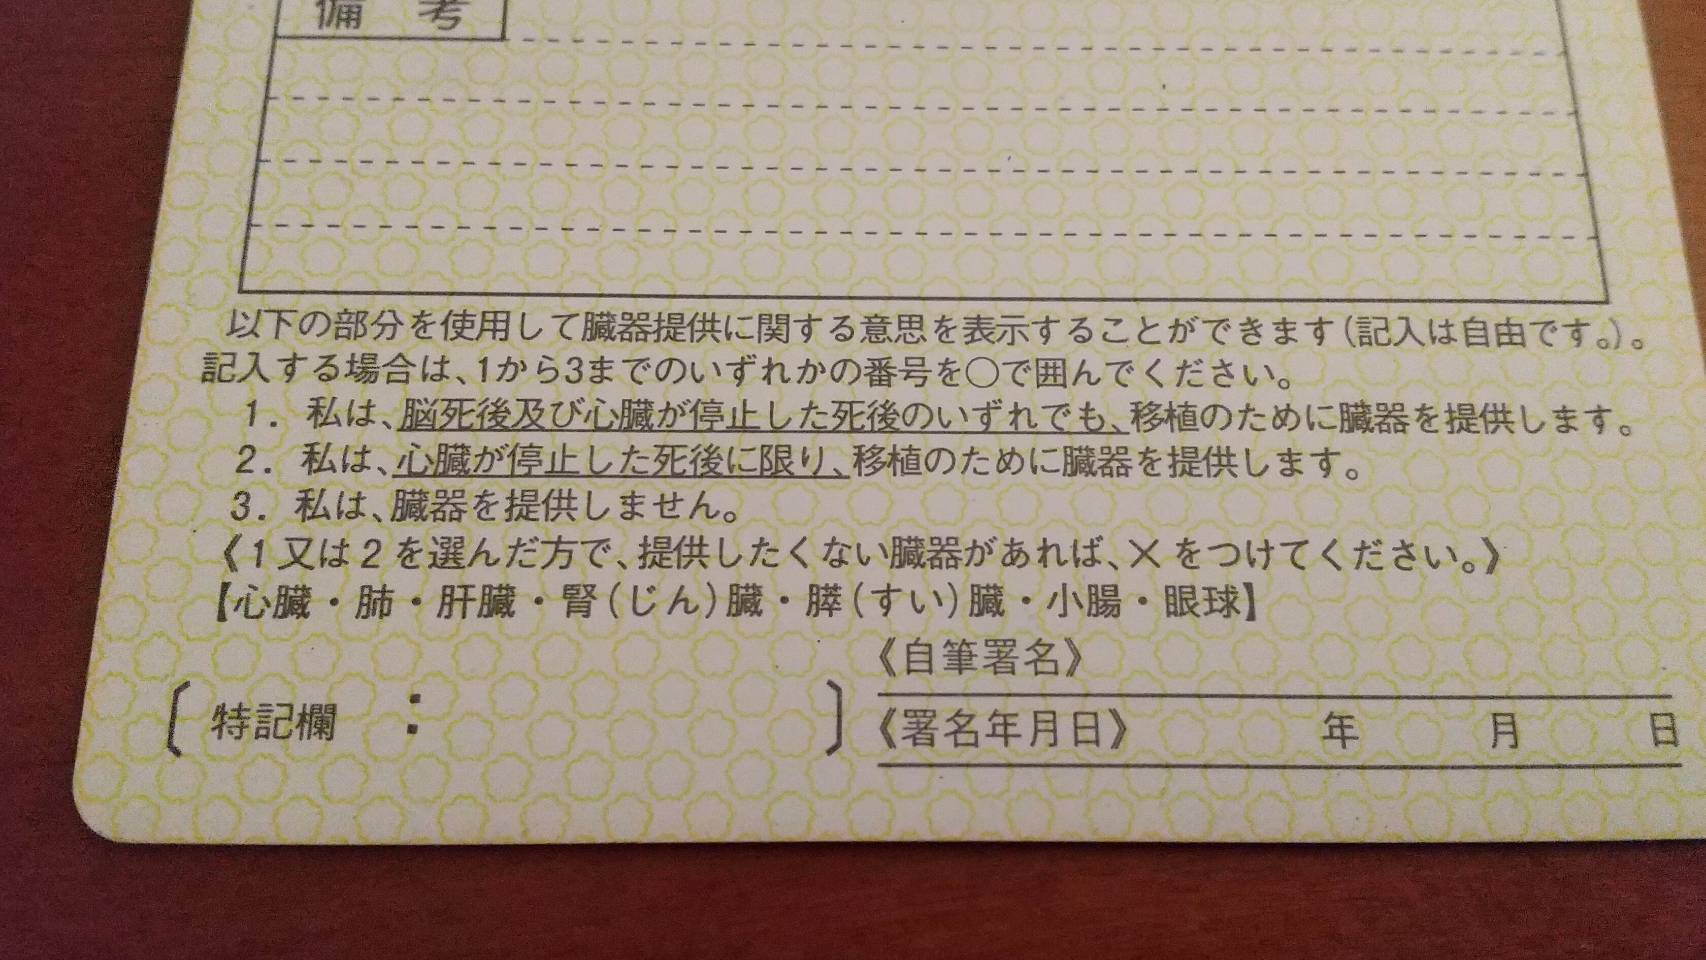 備考
以下の部分を使用して臓器提供に関する意思を表示することができます(記入は自由です。)。
記入する場合は、1から3までのいずれかの番号を○で囲んでください。
1. 私は、脳死後及び心臓が停止した死後のいずれでも、移植のために臓器を提供します。
2. 私は、心臓が停止した死後に限り、移植のために臓器を提供します。
3. 私は、臓器を提供しません。
《1又は2を選んだ方で、提供したくない臓器があれば、×をつけてください。》
【心臓・肺・肝臓・腎(じん)臓・膵(すい)臓・小腸・眼球】
《自筆署名》
〔特記欄 : 〕
《署名年月日》 年 月 日